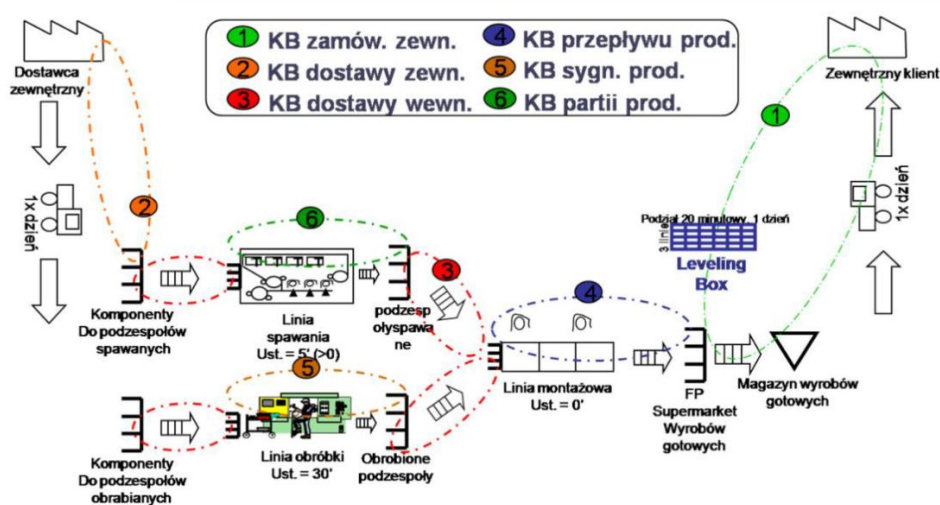 1 KB zamów. zewn.
2 KB dostawy zewn.
3 KB dostawy wewn.
4 KB przepływu prod.
5 KB sygn. prod.
6 KB partii prod.
Dostawca
zewnętrzny
Zewnętrzny klient
1
1x dzień
2
1x dzień
Podział 20 minutowy, 1 dzień
3 linie
Leveling
Box
6
3
4
Komponenty
Do podzespołów
spawanych
Linia
spawania
Ust. = 5' (>0)
podzesp
ołyspawa
ne
5
Linia montażowa
Ust. = 0'
FP
Supermarket
Wyrobów
gotowych
Magazyn wyrobów
gotowych
Komponenty
Do podzespołów
obrabianych
Linia obróbki
Ust. = 30'
Obrobione
podzespoły